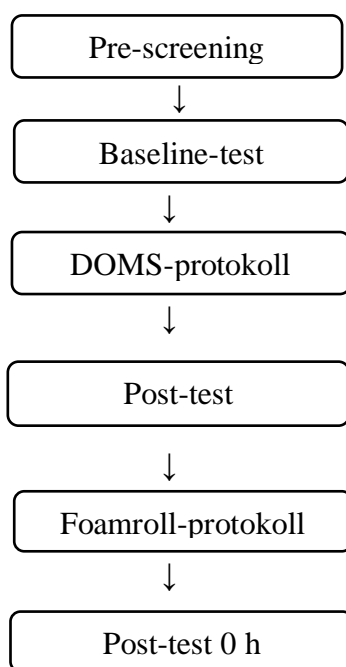 Pre-screening
↓
Baseline-test
↓
DOMS-protokoll
↓
Post-test
↓
Foamroll-protokoll
↓
Post-test 0 h